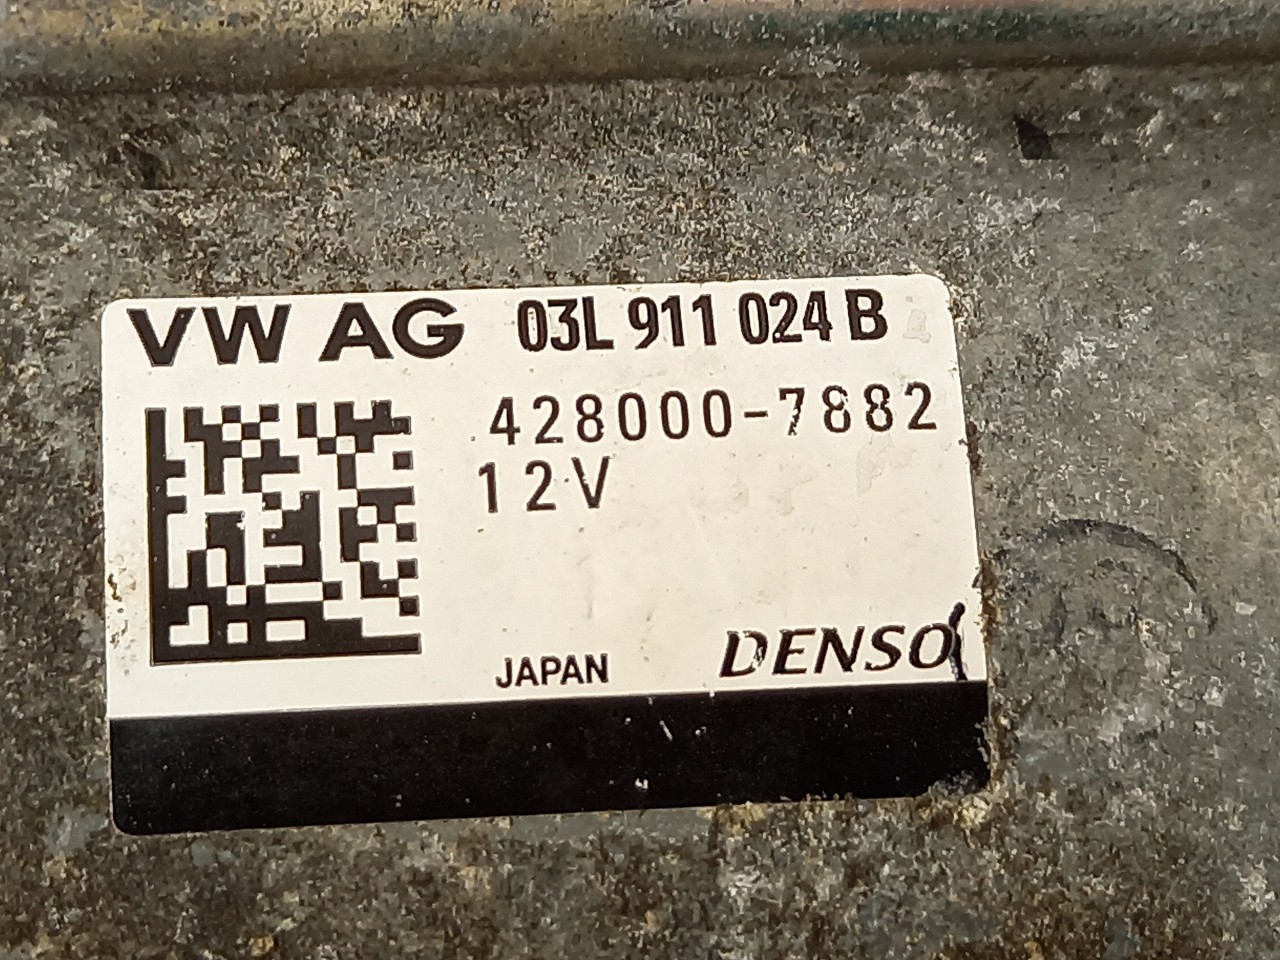 VW AG 03L 911 024 B
428000-7882
12V
JAPAN DENSO